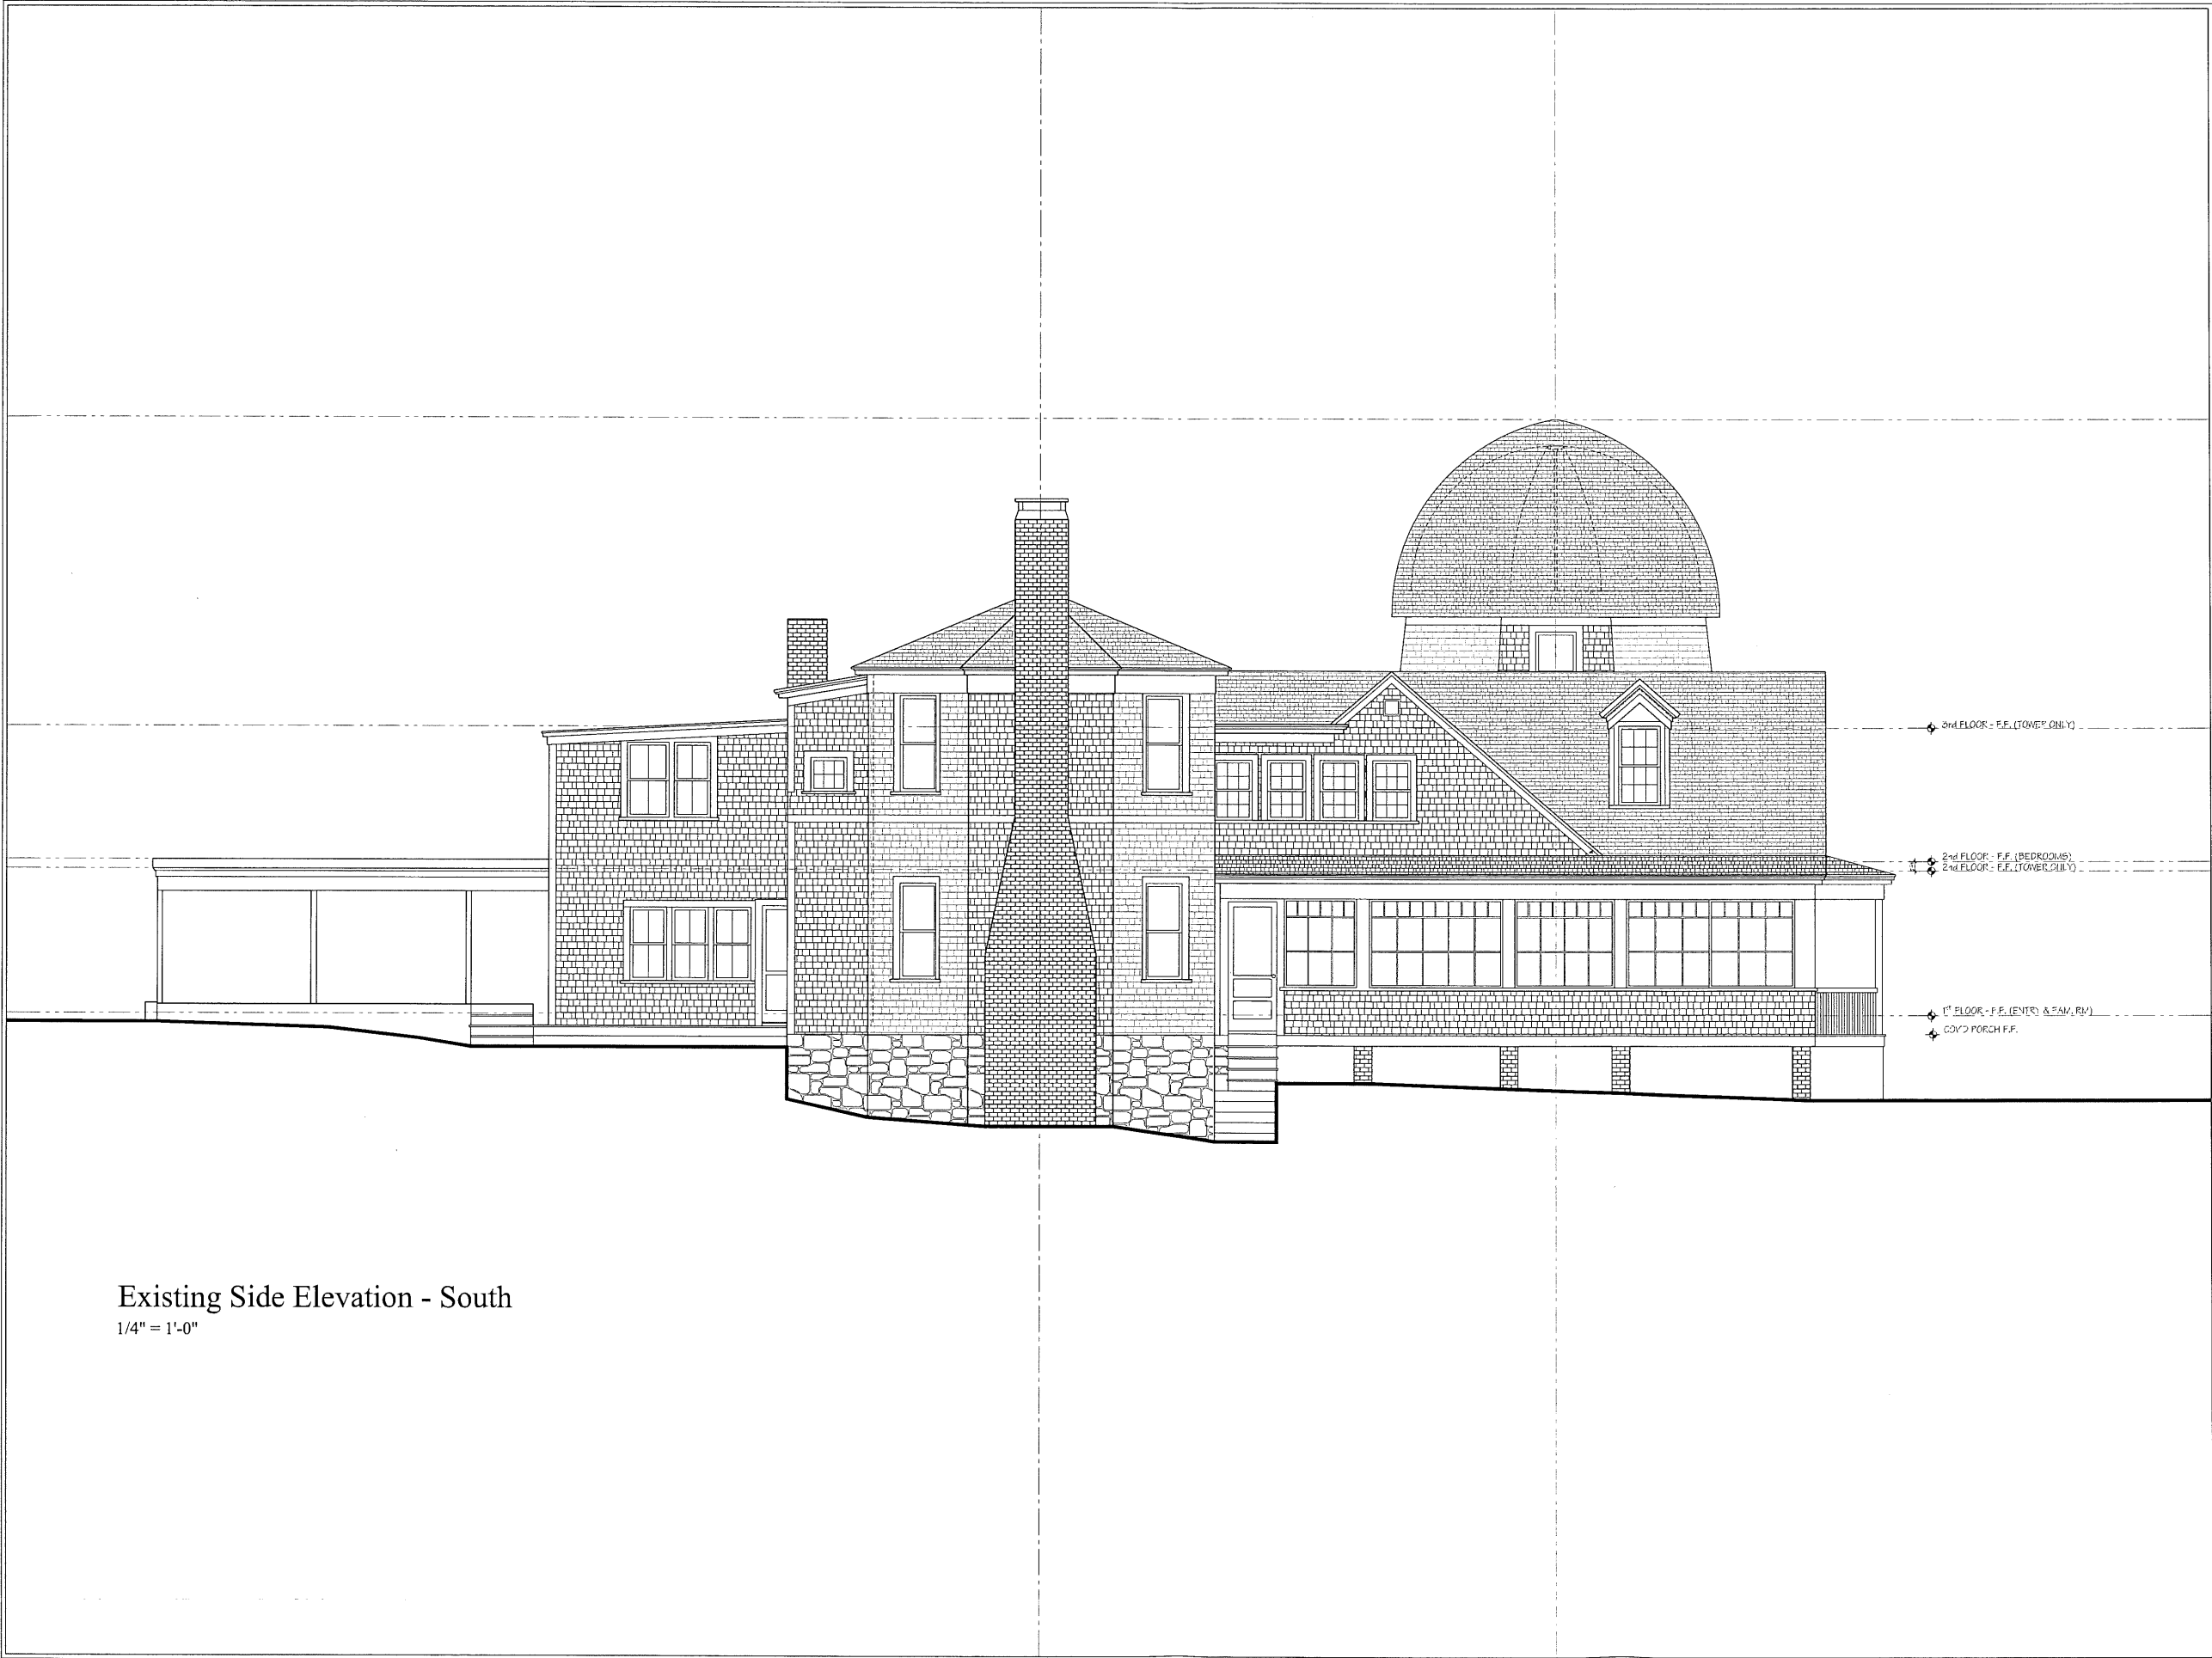 3rd FLOOR - F.F. (TOWER ONLY)
2nd FLOOR - F.F. (BEDROOMS)
2nd FLOOR - F.F. (TOWER ONLY)
1st FLOOR - F.F. (ENTRY & FAM. RM)
COV'D PORCH F.F.
Existing Side Elevation - South
1/4" = 1'-0"